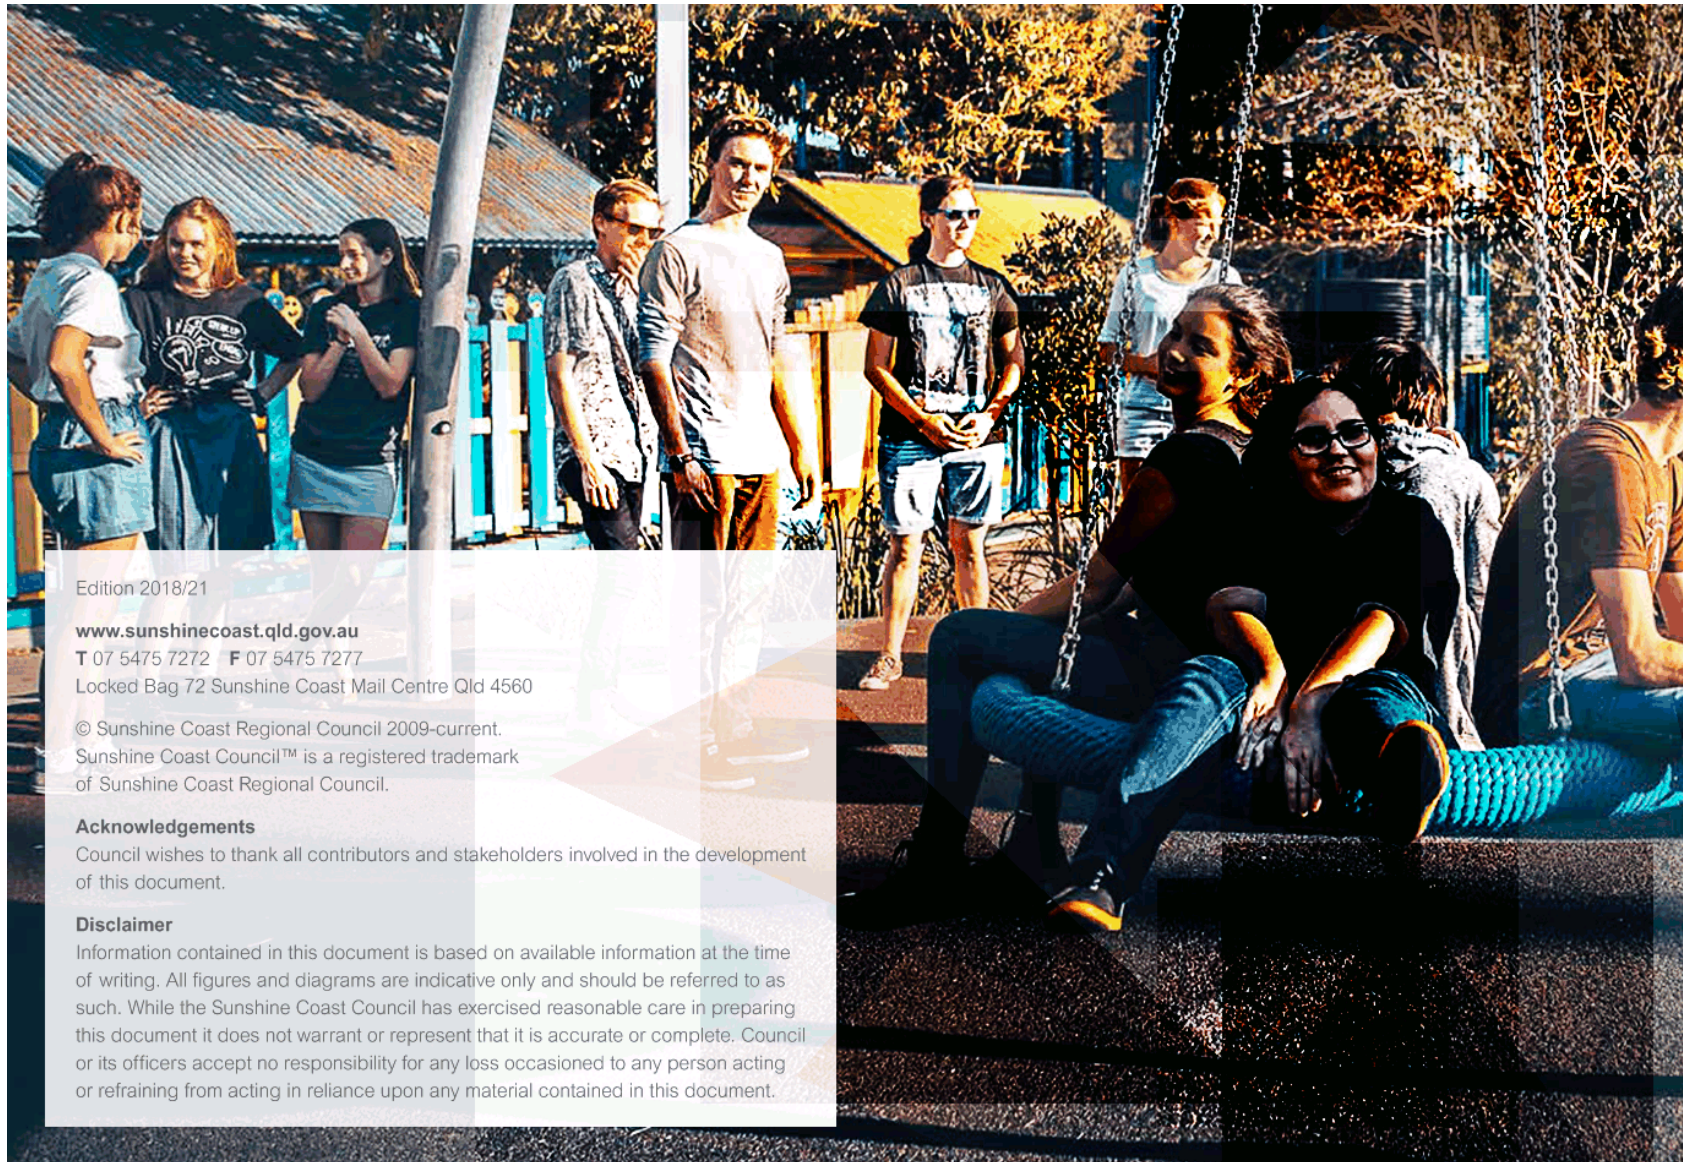 Edition 2018/21
www.sunshinecoast.qld.gov.au
T 07 5475 7272 F 07 5475 7277
Locked Bag 72 Sunshine Coast Mail Centre Qld 4560
© Sunshine Coast Regional Council 2009-current.
Sunshine Coast Council™ is a registered trademark
of Sunshine Coast Regional Council.
Acknowledgements
Council wishes to thank all contributors and stakeholders involved in the development
of this document.
Disclaimer
Information contained in this document is based on available information at the time
of writing. All figures and diagrams are indicative only and should be referred to as
such. While the Sunshine Coast Council has exercised reasonable care in preparing
this document it does not warrant or represent that it is accurate or complete. Council
or its officers accept no responsibility for any loss occasioned to any person acting
or refraining from acting in reliance upon any material contained in this document.